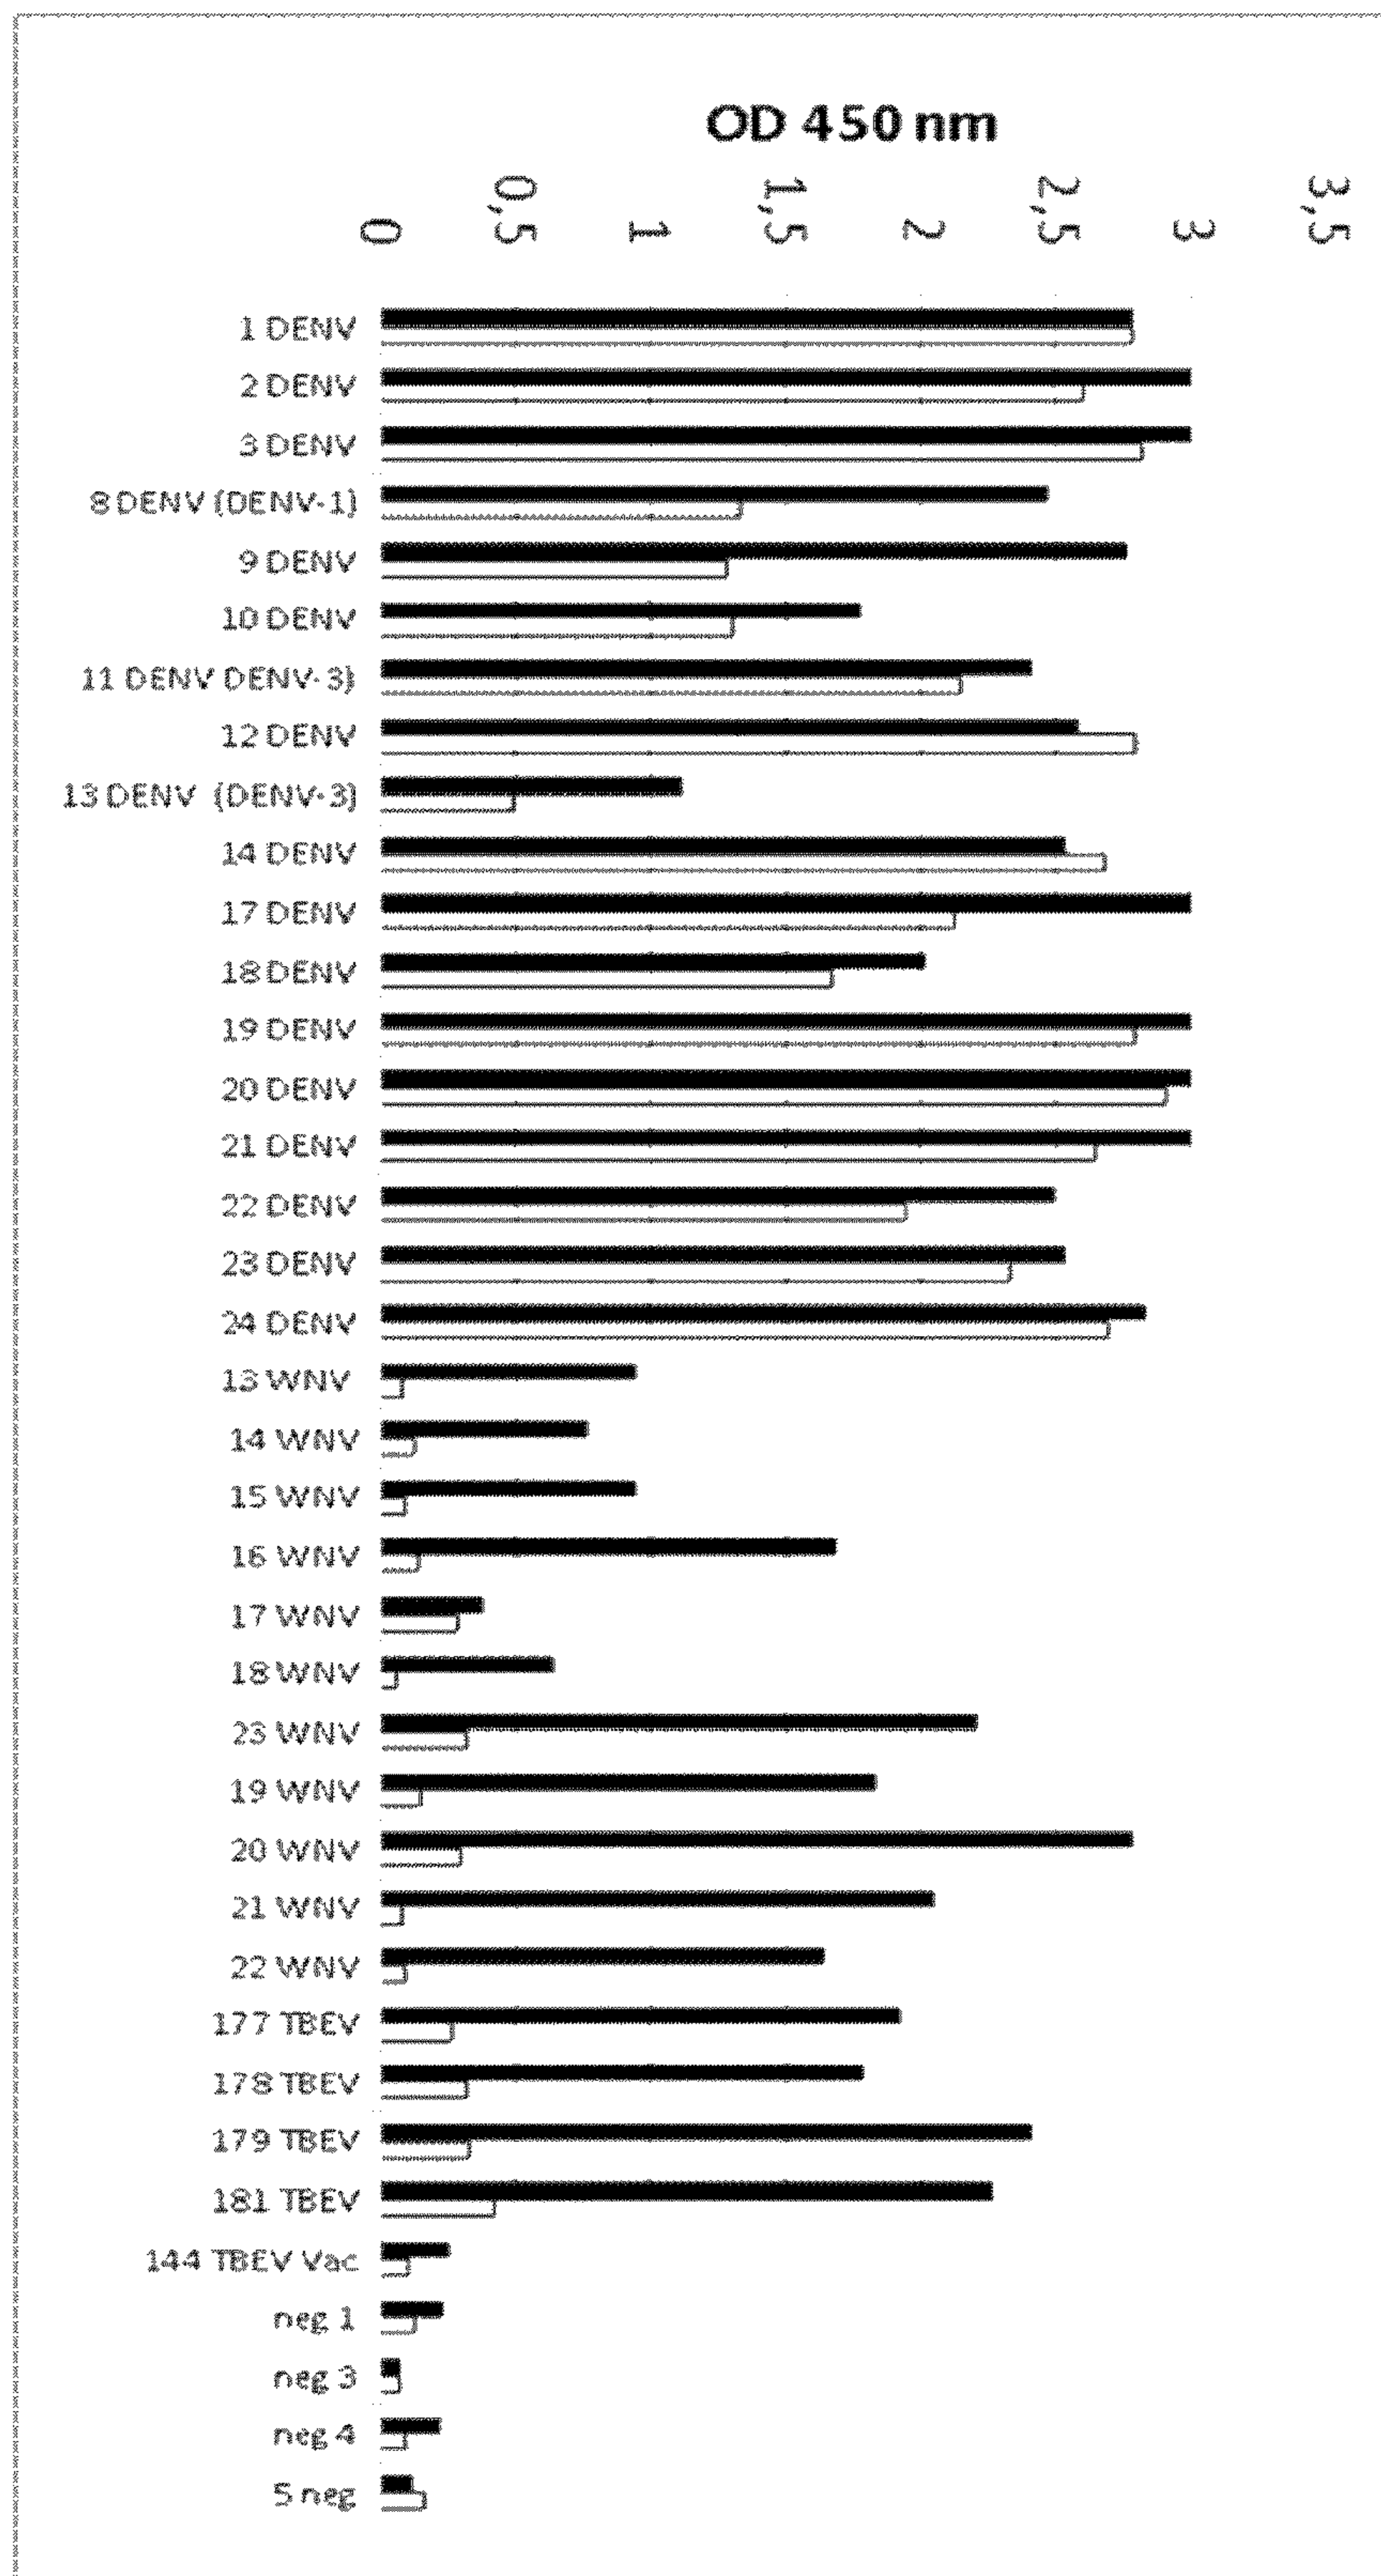 OD 450 nm
0
0,5
1
1,5
2
2,5
3
3,5
1 DENV
2 DENV
3 DENV
8 DENV (DENV-1)
9 DENV
10 DENV
11 DENV DENV-3)
12 DENV
13 DENV (DENV-3)
14 DENV
17 DENV
18 DENV
19 DENV
20 DENV
21 DENV
22 DENV
23 DENV
24 DENV
13 WNV
14 WNV
15 WNV
16 WNV
17 WNV
18 WNV
23 WNV
19 WNV
20 WNV
21 WNV
22 WNV
177 TBEV
178 TBEV
179 TBEV
181 TBEV
144 TBEV Vac
neg 1
neg 3
neg 4
5 neg